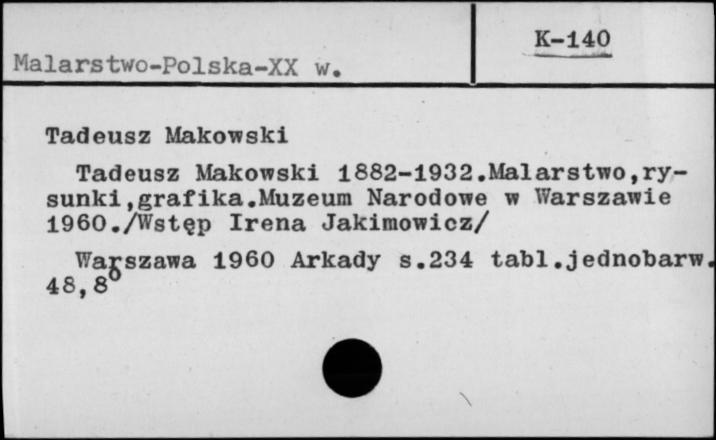 Malarstwo-Polska-XX w.
K-140
Tadeusz Makowski
Tadeusz Makowski 1882-1932.Malarstwo,ry-
sunki,grafika.Muzeum Narodowe w Warszawie
1960./Wstęp Irena Jakimowicz/
Warszawa 1960 Arkady s.234 tabl.jednobarw.
48,8°